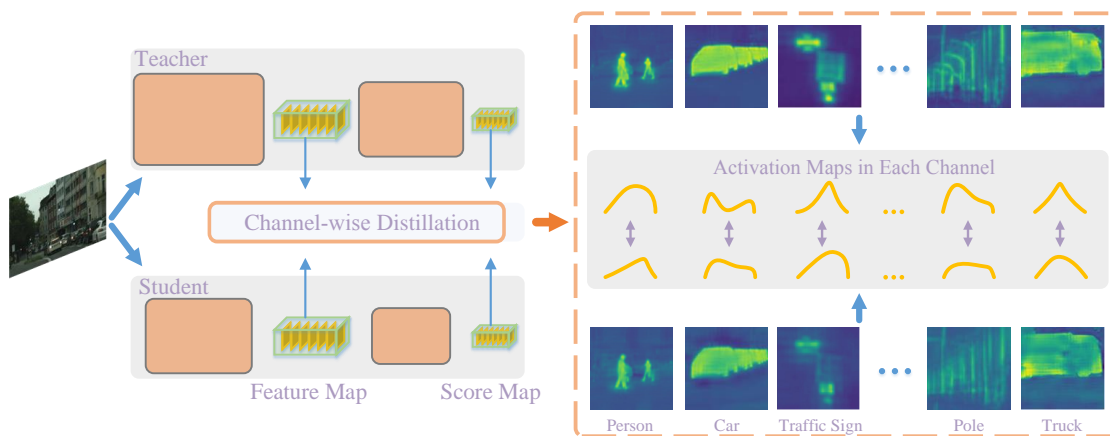 Teacher
Channel-wise Distillation
Student
Feature Map
Score Map
Activation Maps in Each Channel
Person
Car
Traffic Sign
Pole
Truck